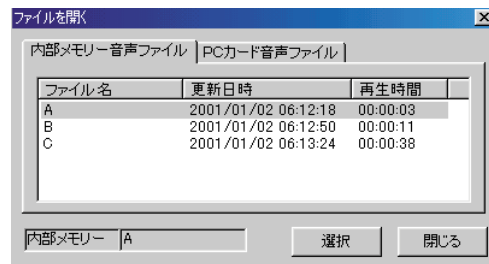 ファイルを開く
内部メモリー音声ファイル PCカード音声ファイル
ファイル名 更新日時 再生時間
A 2001/01/02 06:12:18 00:00:03
B 2001/01/02 06:12:50 00:00:11
C 2001/01/02 06:13:24 00:00:38
内部メモリー A 選択 閉じる